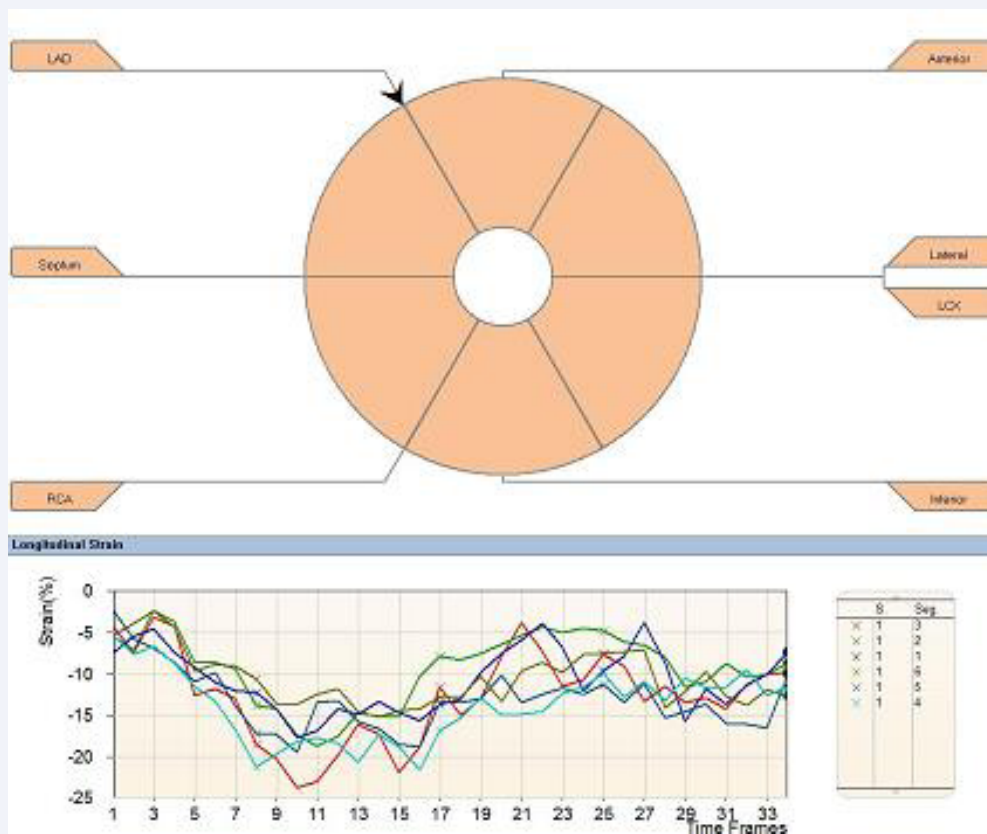 LAD
Anterior
Septum
Lateral
LCX
RCA
Inferior
Longitudinal Strain
Strain(%)
0
-5
-10
-15
-20
-25
1 3 5 7 9 11 13 15 17 19 21 23 25 27 29 31 33
Time Frames
S. Seg.
1 3
1 2
1 1
1 6
1 5
1 4